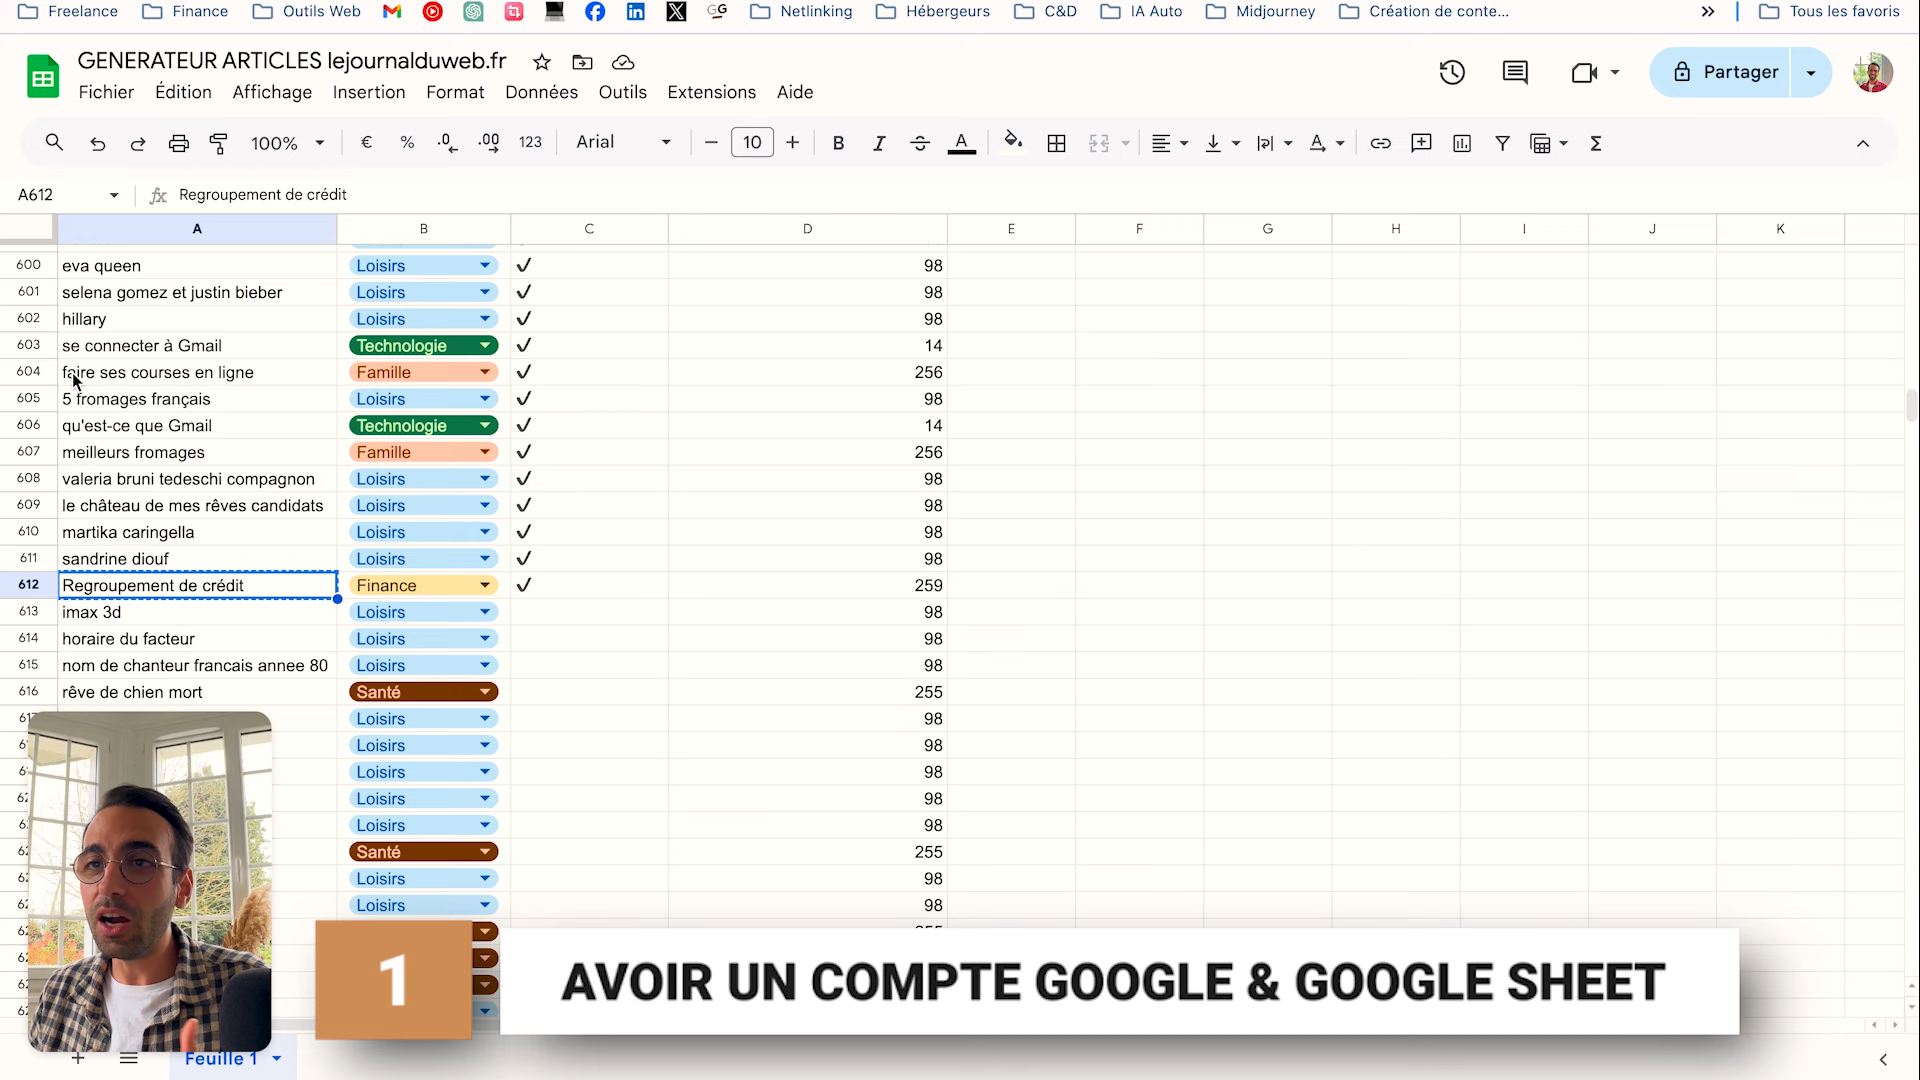 Freelance Finance Outils Web Netlinking Hébergeurs C&D IA Auto Midjourney Création de conte... Tous les favoris
GENERATEUR ARTICLES lejournalduweb.fr
Fichier Édition Affichage Insertion Format Données Outils Extensions Aide
Partager
100% € % .0 .00 123 Arial 10 B I A Σ
A612 fx Regroupement de crédit
A B C D E F G H I J K
600 eva queen Loisirs ✓ 98
601 selena gomez et justin bieber Loisirs ✓ 98
602 hillary Loisirs ✓ 98
603 se connecter à Gmail Technologie ✓ 14
604 faire ses courses en ligne Famille ✓ 256
605 5 fromages français Loisirs ✓ 98
606 qu'est-ce que Gmail Technologie ✓ 14
607 meilleurs fromages Famille ✓ 256
608 valeria bruni tedeschi compagnon Loisirs ✓ 98
609 le château de mes rêves candidats Loisirs ✓ 98
610 martika caringella Loisirs ✓ 98
611 sandrine diouf Loisirs ✓ 98
612 Regroupement de crédit Finance ✓ 259
613 imax 3d Loisirs 98
614 horaire du facteur Loisirs 98
615 nom de chanteur francais annee 80 Loisirs 98
616 rêve de chien mort Santé 255
Loisirs 98
Loisirs 98
Loisirs 98
Loisirs 98
Loisirs 98
Santé 255
Loisirs 98
Loisirs 98
1
AVOIR UN COMPTE GOOGLE & GOOGLE SHEET
Feuille 1